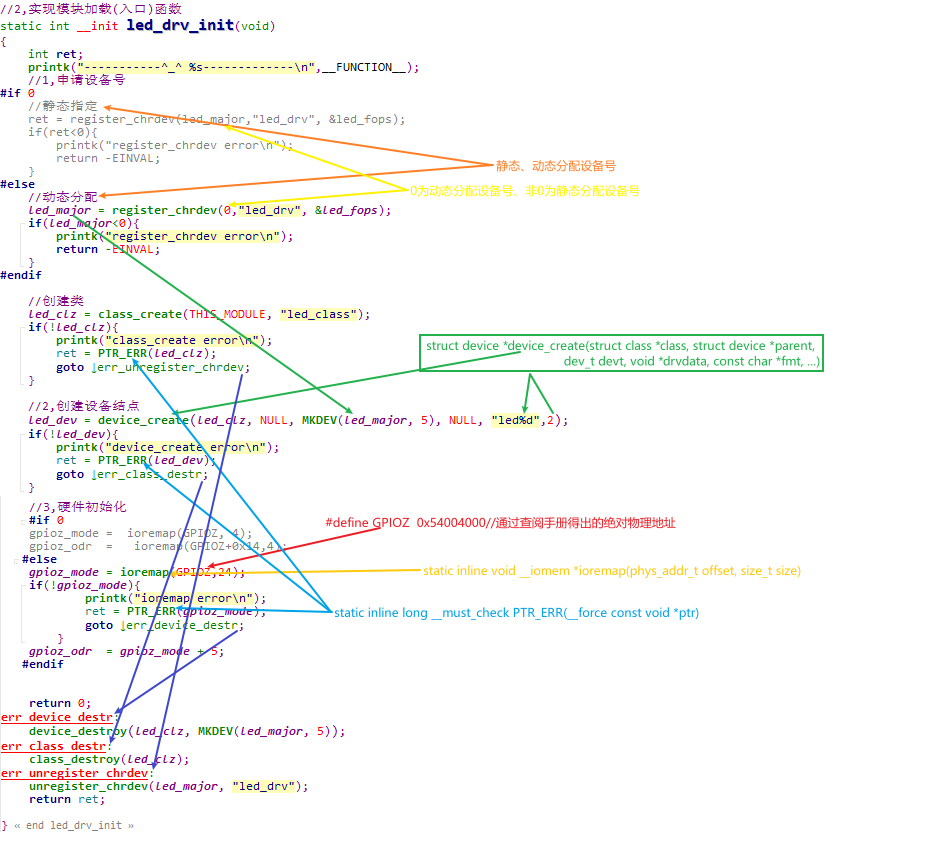 //2,实现模块加载(入口)函数
static int __init led_drv_init(void)
{
int ret;
printk("-----------^_^ %s-------------\n",__FUNCTION__);
//1,申请设备号
#if 0
//静态指定
ret = register_chrdev(led_major,"led_drv", &led_fops);
if(ret<0){
printk("register_chrdev error\n");
return -EINVAL;
}
静态、动态分配设备号
#else
0为动态分配设备号、非0为静态分配设备号
//动态分配
led_major = register_chrdev(0,"led_drv", &led_fops);
if(led_major<0){
printk("register_chrdev error\n");
return -EINVAL;
}
#endif
//创建类
led_clz = class_create(THIS_MODULE, "led_class");
if(!led_clz){
printk("class_create error\n");
ret = PTR_ERR(led_clz);
goto ↓err_unregister_chrdev;
}
struct device *device_create(struct class *class, struct device *parent,
dev_t devt, void *drvdata, const char *fmt, ...)
//2,创建设备结点
led_dev = device_create(led_clz, NULL, MKDEV(led_major, 5), NULL, "led%d",2);
if(!led_dev){
printk("device_create error\n");
ret = PTR_ERR(led_dev);
goto ↓err_class_destr;
}
//3,硬件初始化
#if 0
#define GPIOZ 0x54004000//通过查阅手册得出的绝对物理地址
gpioz_mode = ioremap(GPIOZ, 4);
gpioz_odr = ioremap(GPIOZ+0x14,4);
#else
gpioz_mode = ioremap(GPIOZ,24);
static inline void __iomem *ioremap(phys_addr_t offset, size_t size)
if(!gpioz_mode){
printk("ioremap error\n");
ret = PTR_ERR(gpioz_mode);
static inline long __must_check PTR_ERR(__force const void *ptr)
goto ↓err_device_destr;
}
gpioz_odr = gpioz_mode + 5;
#endif
return 0;
err_device_destr:
device_destroy(led_clz, MKDEV(led_major, 5));
err_class_destr:
class_destroy(led_clz);
err_unregister_chrdev:
unregister_chrdev(led_major, "led_drv");
return ret;
} « end led_drv_init »